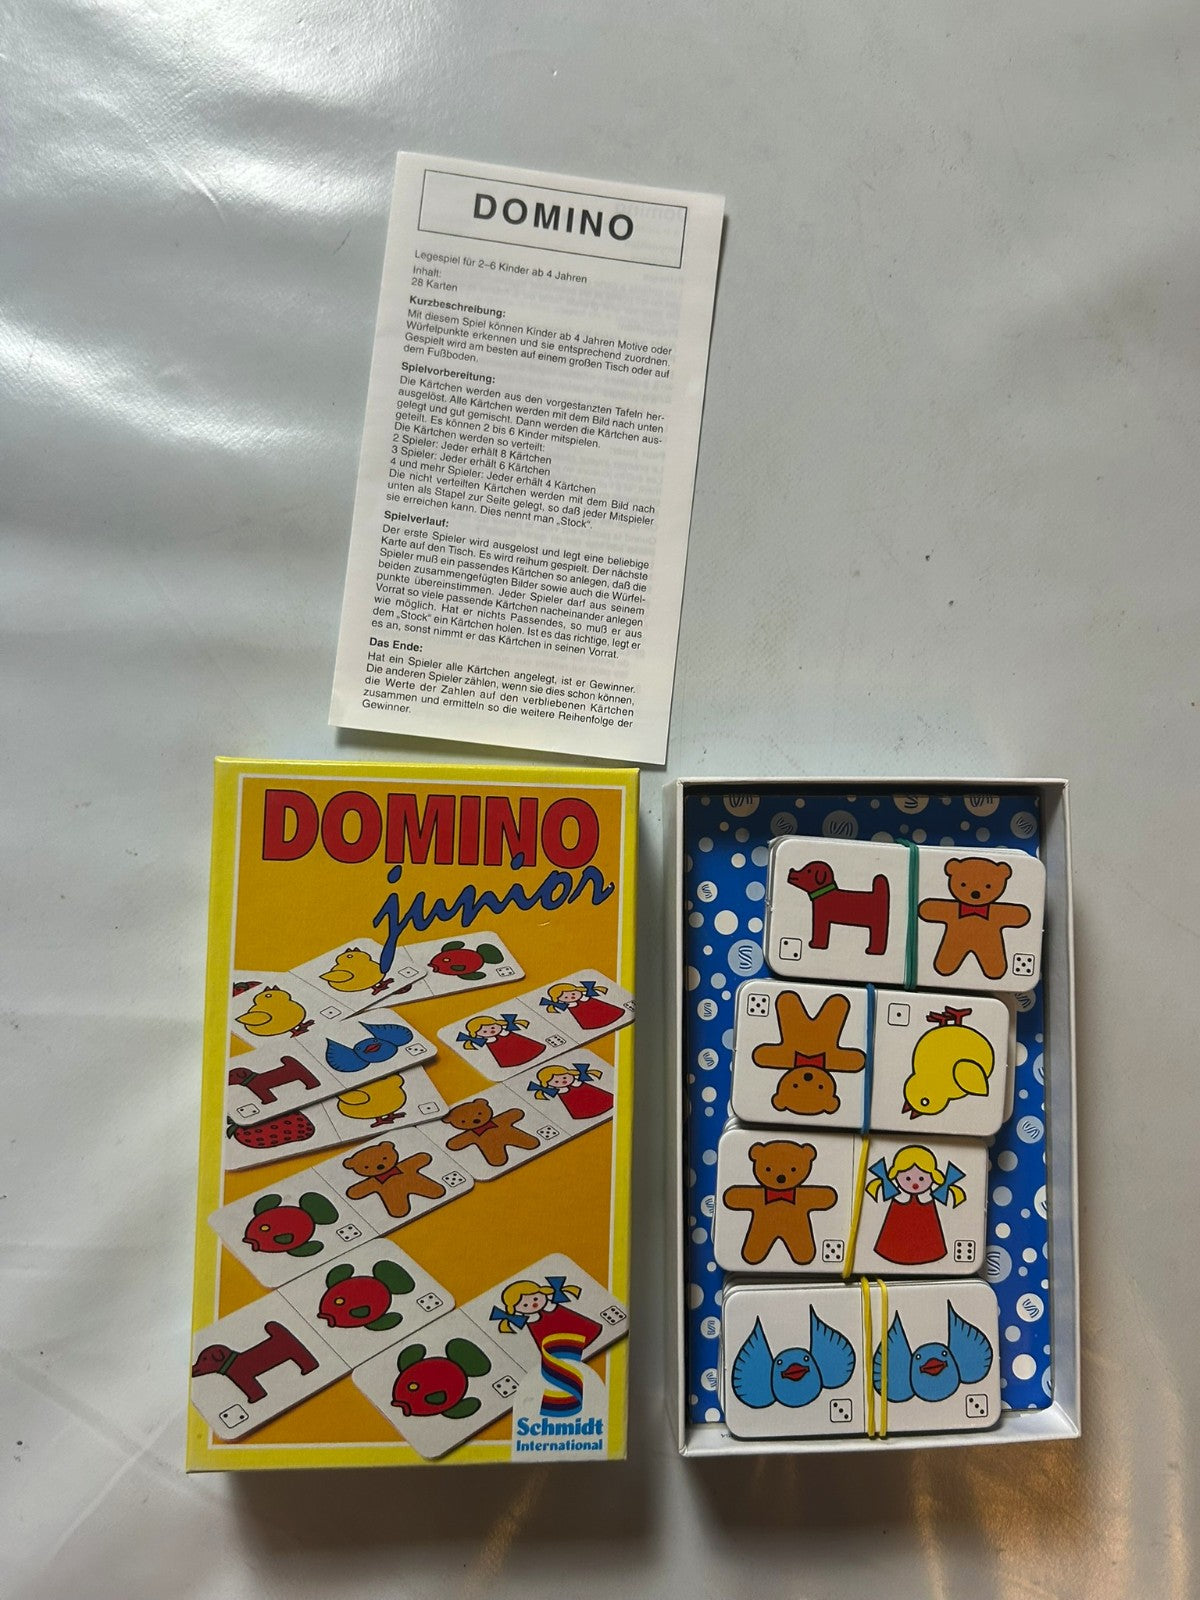 DOMINO
Legespiel für 2–6 Kinder ab 4 Jahren
Inhalt:
28 Karten
Kurzbeschreibung:
Mit diesem Spiel können Kinder ab 4 Jahren Motive oder
Würfelpunkte erkennen und sie entsprechend zuordnen.
Gespielt wird am besten auf einem großen Tisch oder auf
dem Fußboden.
Spielvorbereitung:
Die Kärtchen werden aus den vorgestanzten Tafeln her-
ausgelöst. Alle Kärtchen werden mit dem Bild nach unten
gelegt und gut gemischt. Dann werden die Kärtchen aus-
geteilt. Es können 2 bis 6 Kinder mitspielen.
Die Kärtchen werden so verteilt:
2 Spieler: Jeder erhält 8 Kärtchen
3 Spieler: Jeder erhält 6 Kärtchen
4 und mehr Spieler: Jeder erhält 4 Kärtchen
Die nicht verteilten Kärtchen werden mit dem Bild nach
unten als Stapel zur Seite gelegt, so daß jeder Mitspieler
sie erreichen kann. Dies nennt man „Stock“.
Spielverlauf:
Der erste Spieler wird ausgelost und legt eine beliebige
Karte auf den Tisch. Es wird reihum gespielt. Der nächste
Spieler muß ein passendes Kärtchen so anlegen, daß die
beiden zusammengefügten Bilder sowie auch die Würfel-
punkte übereinstimmen. Jeder Spieler darf aus seinem
Vorrat so viele passende Kärtchen nacheinander anlegen
wie möglich. Hat er nichts Passendes, so muß er aus
dem „Stock“ ein Kärtchen holen. Ist es das richtige, legt er
es an, sonst nimmt er das Kärtchen in seinen Vorrat.
Das Ende:
Hat ein Spieler alle Kärtchen angelegt, ist er Gewinner.
Die anderen Spieler zählen, wenn sie dies schon können,
die Werte der Zahlen auf den verbliebenen Kärtchen
zusammen und ermitteln so die weitere Reihenfolge der
Gewinner.
DOMINO
junior
Schmidt
International